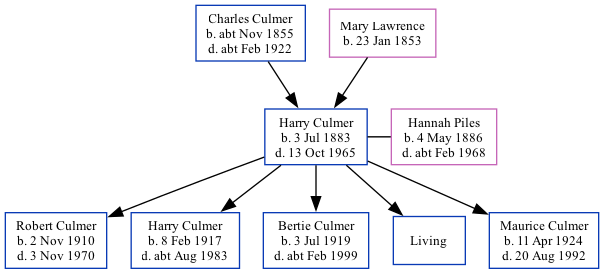 Charles Culmer
b. abt Nov 1855
d. abt Feb 1922
Mary Lawrence
b. 23 Jan 1853
Harry Culmer
b. 3 Jul 1883
d. 13 Oct 1965
Hannah Piles
b. 4 May 1886
d. abt Feb 1968
Robert Culmer
b. 2 Nov 1910
d. 3 Nov 1970
Harry Culmer
b. 8 Feb 1917
d. abt Aug 1983
Bertie Culmer
b. 3 Jul 1919
d. abt Feb 1999
Living
Maurice Culmer
b. 11 Apr 1924
d. 20 Aug 1992